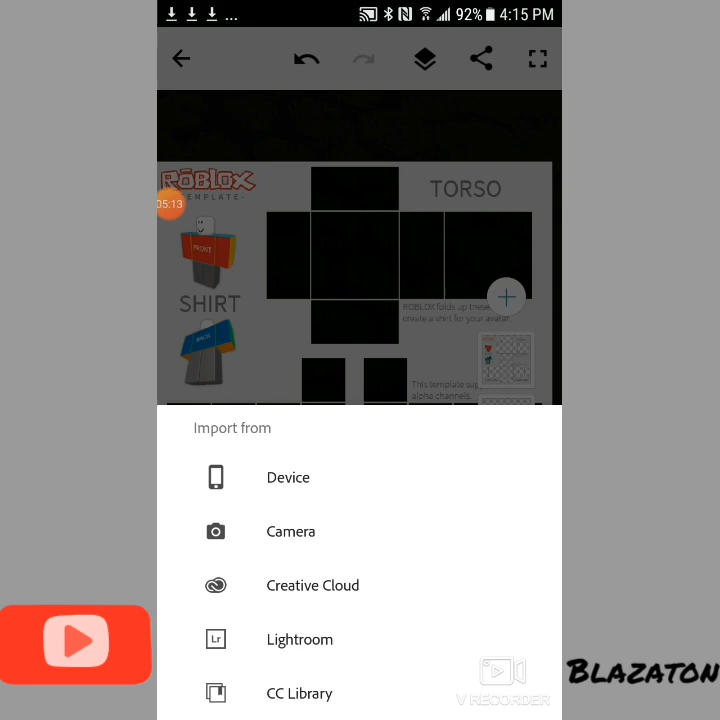 ... 92% 4:15 PM
ROBLOX
-TEMPLATE-
TORSO
05:13
FRONT
SHIRT
ROBLOX folds up these
create a shirt for your avatar.
BACK
This template sup
alpha channels.
Import from
Device
Camera
Creative Cloud
Lr Lightroom
CC Library
V RECORDER
BLAZATON